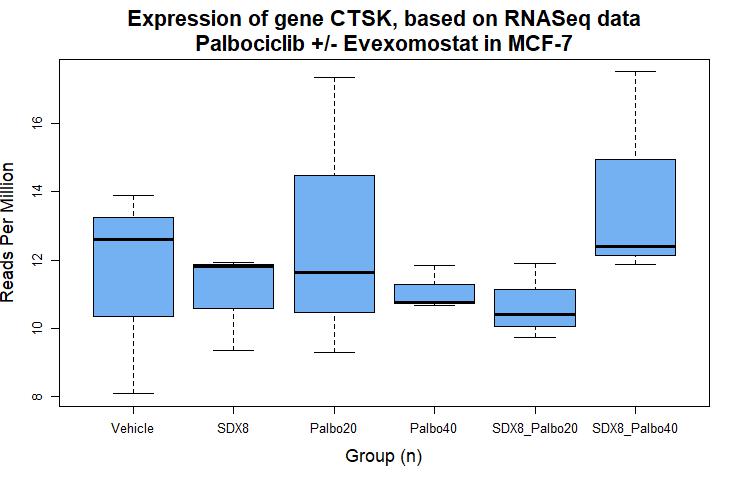 Expression of gene CTSK, based on RNASeq data
Palbociclib +/- Evexomostat in MCF-7
Reads Per Million
16
14
12
10
8
Vehicle SDX8 Palbo20 Palbo40 SDX8_Palbo20 SDX8_Palbo40
Group (n)